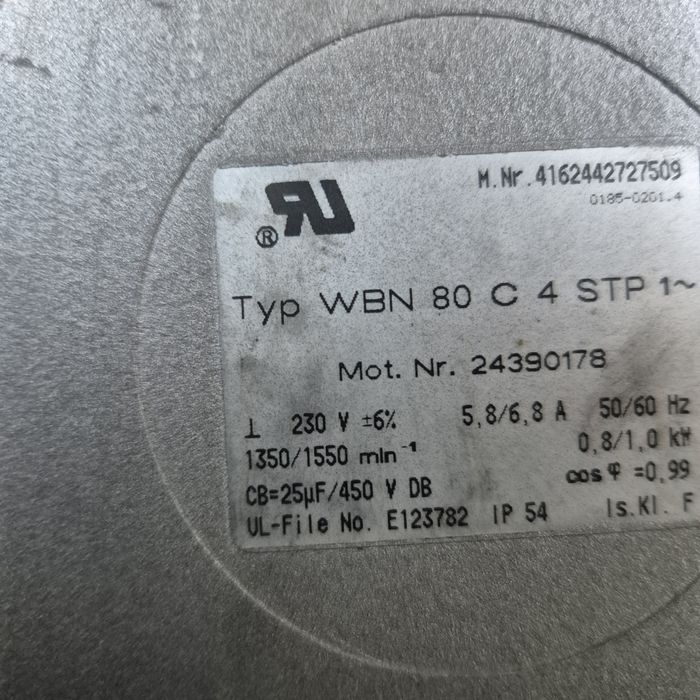 M.Nr. 4162442727509
0185-0201.4
®
Typ WBN 80 C 4 STP 1~
Mot. Nr. 24390178
⊥ 230 V ±6% 5,8/6,8 A 50/60 Hz
1350/1550 min⁻¹ 0,8/1,0 kW
CB=25µF/450 V DB cos φ =0,99
UL-File No. E123782 IP 54 Is.Kl. F